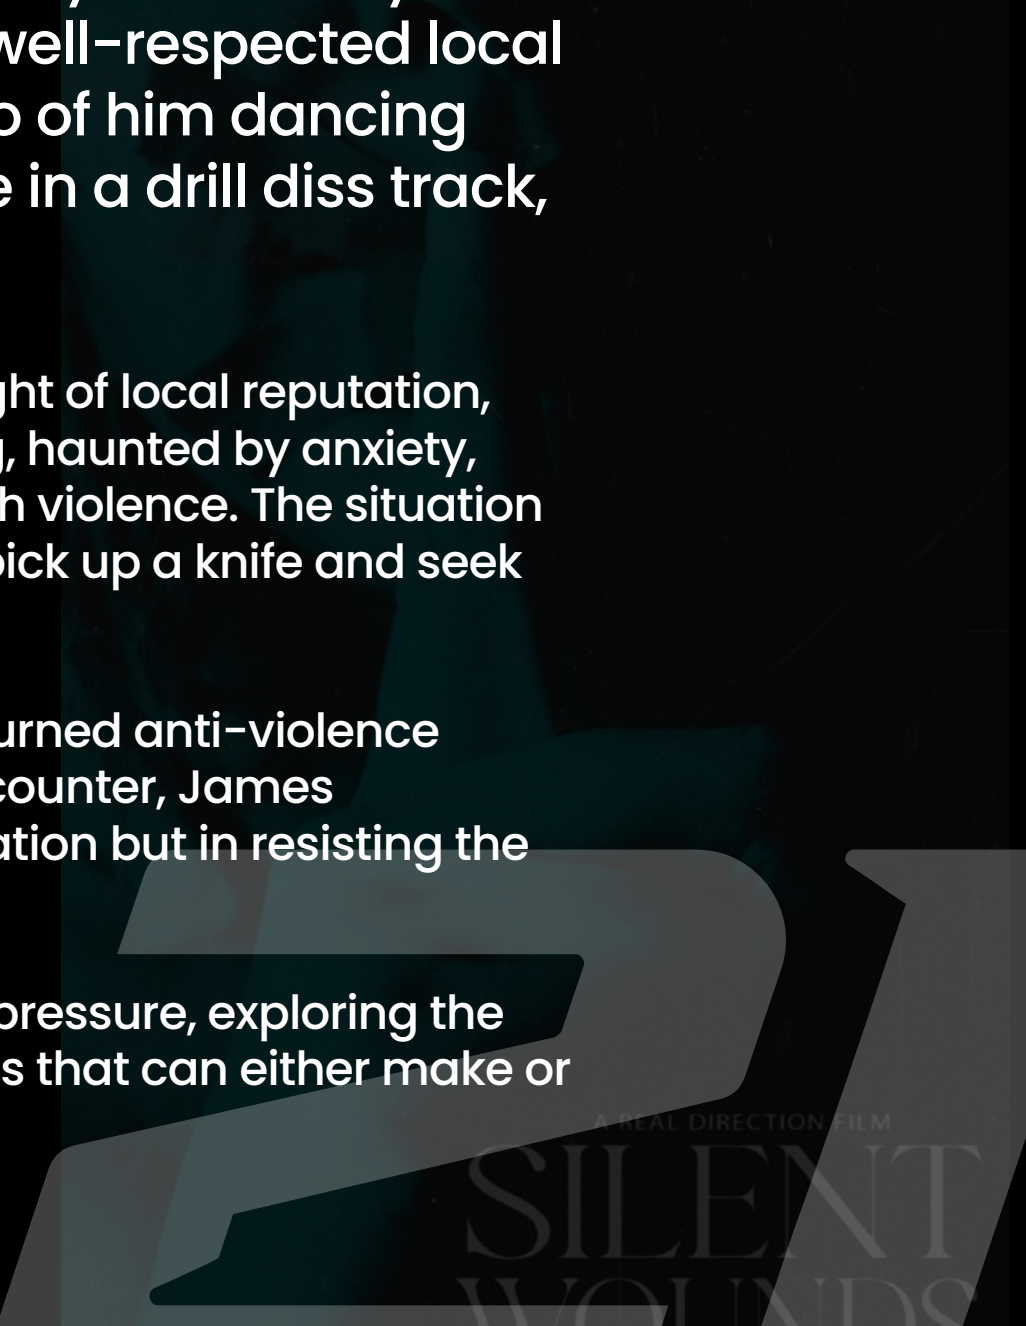 well-respected local
o of him dancing
e in a drill diss track,
ght of local reputation,
g, haunted by anxiety,
h violence. The situation
pick up a knife and seek
urned anti-violence
counter, James
ation but in resisting the
pressure, exploring the
s that can either make or
A REAL DIRECTION FILM
SILENT
WOUNDS